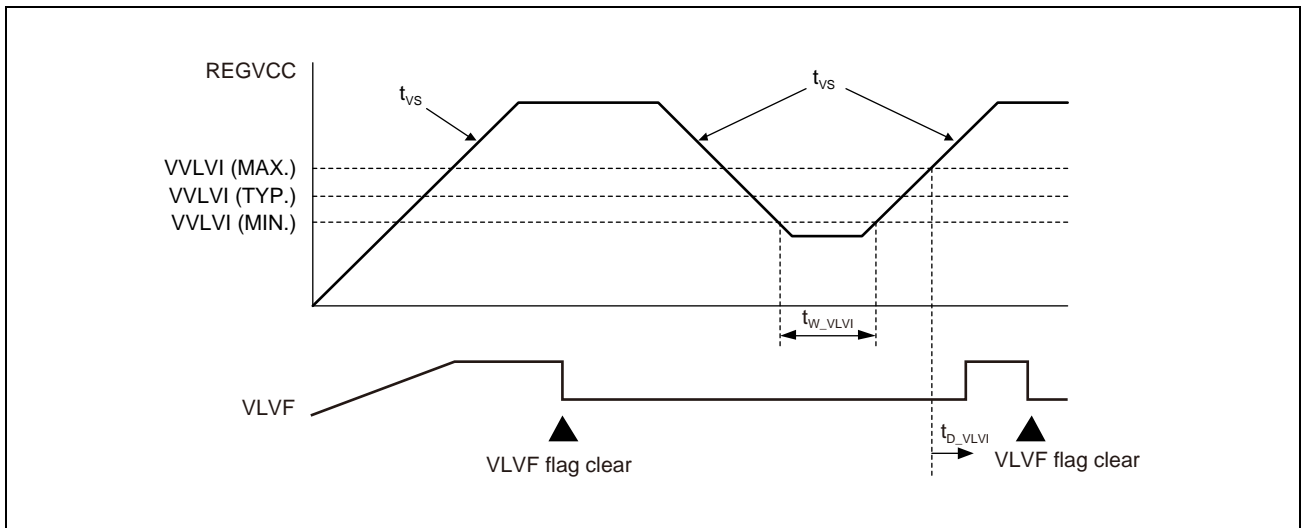 REGVCC
tVS
tVS
VVLVI (MAX.)
VVLVI (TYP.)
VVLVI (MIN.)
tW_VLVI
VLVF
tD_VLVI
VLVF flag clear
VLVF flag clear